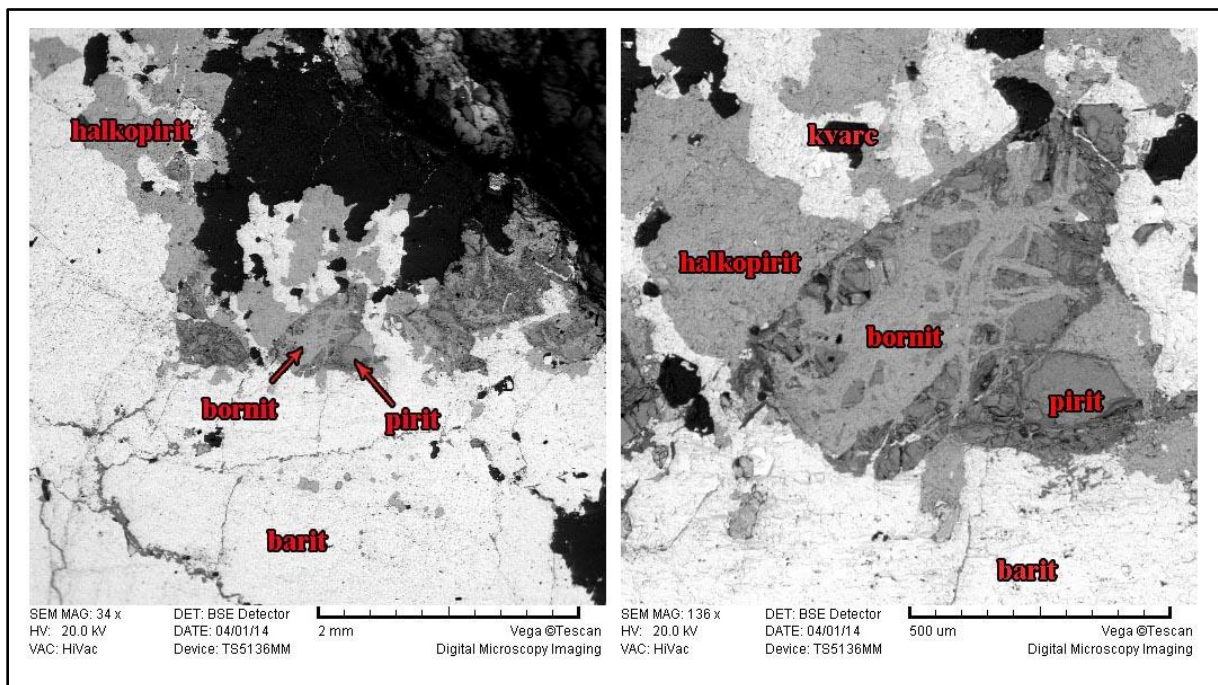 halkopirit
bornit
pirit
barit
SEM MAG: 34 x DET: BSE Detector
HV: 20.0 kV DATE: 04/01/14 2 mm Vega ©Tescan
VAC: HiVac Device: TS5136MM Digital Microscopy Imaging
kvarc
halkopirit
bornit
pirit
barit
SEM MAG: 136 x DET: BSE Detector
HV: 20.0 kV DATE: 04/01/14 500 um Vega ©Tescan
VAC: HiVac Device: TS5136MM Digital Microscopy Imaging